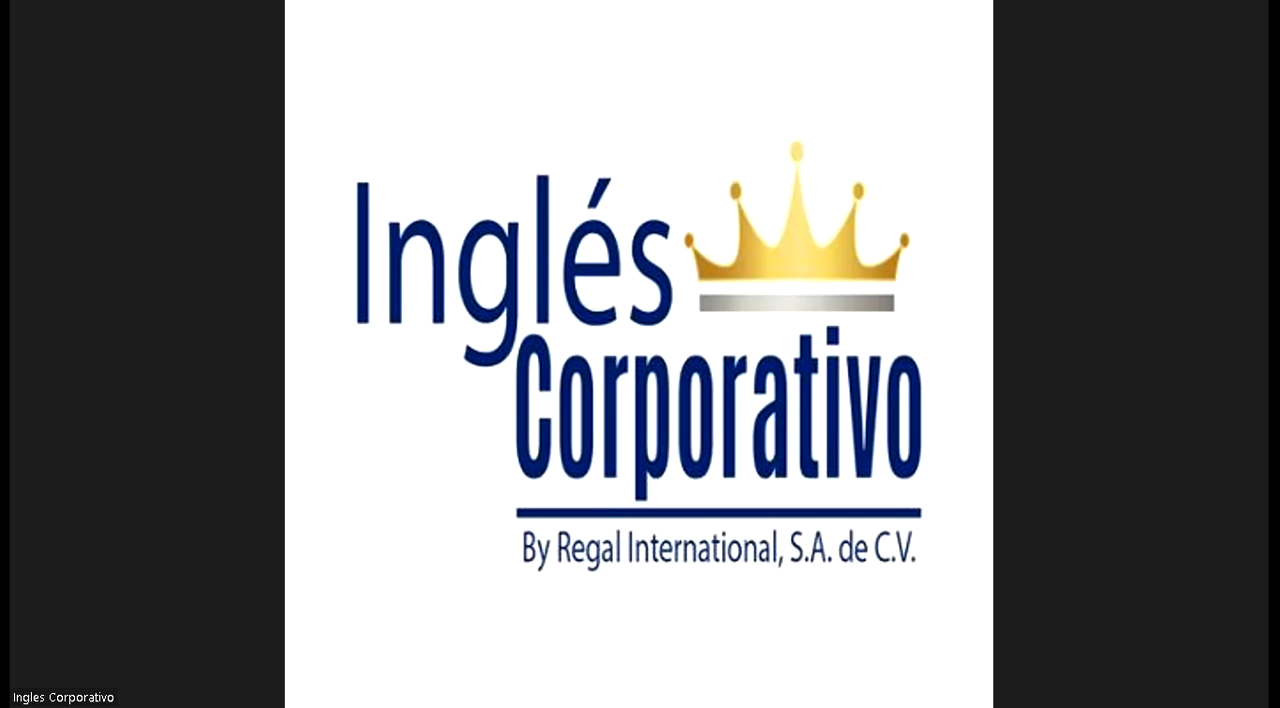 Inglés
Corporativo
By Regal International, S.A. de C.V.
Ingles Corporativo